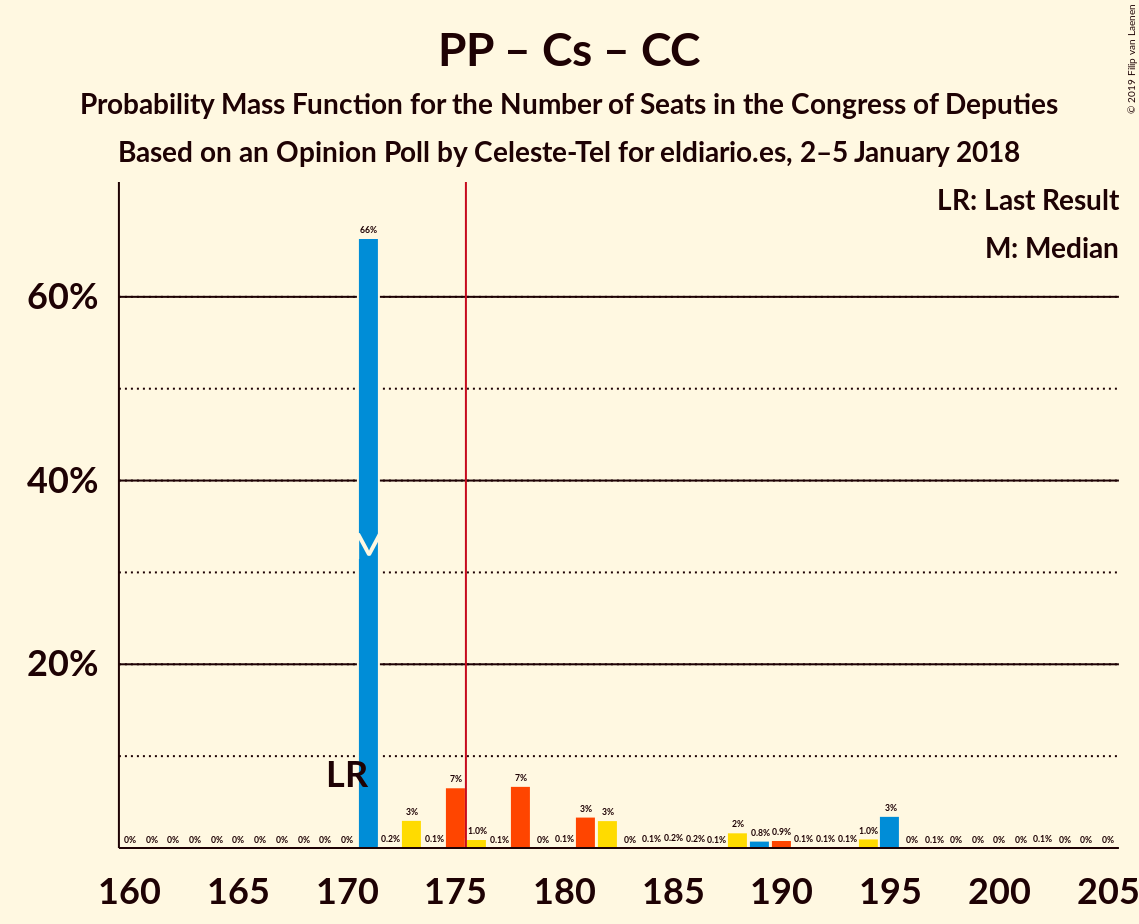 PP – Cs – CC
Probability Mass Function for the Number of Seats in the Congress of Deputies
Based on an Opinion Poll by Celeste-Tel for eldiario.es, 2–5 January 2018
© 2019 Filip van Laenen
LR: Last Result
M: Median
60%
40%
20%
66%
M
LR
0% 0% 0% 0% 0% 0% 0% 0% 0% 0% 0% 0.2% 3% 0.1% 7% 1.0% 0.1% 7% 0% 0.1% 3% 3% 0% 0.1% 0.2% 0.2% 0.1% 2% 0.8% 0.9% 0.1% 0.1% 0.1% 1.0% 3% 0% 0.1% 0% 0% 0% 0% 0.1% 0% 0% 0%
160 165 170 175 180 185 190 195 200 205